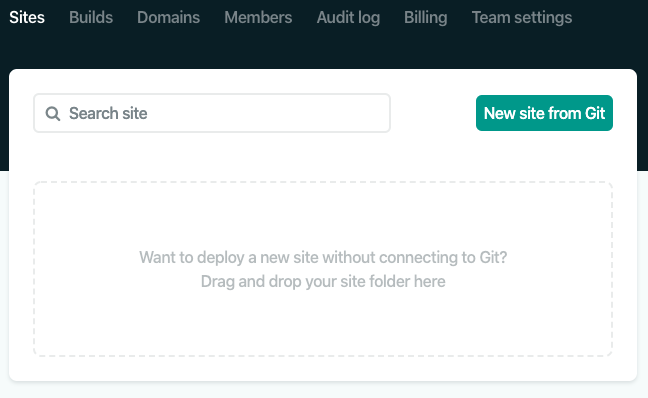 Sites Builds Domains Members Audit log Billing Team settings
Search site
New site from Git
Want to deploy a new site without connecting to Git?
Drag and drop your site folder here